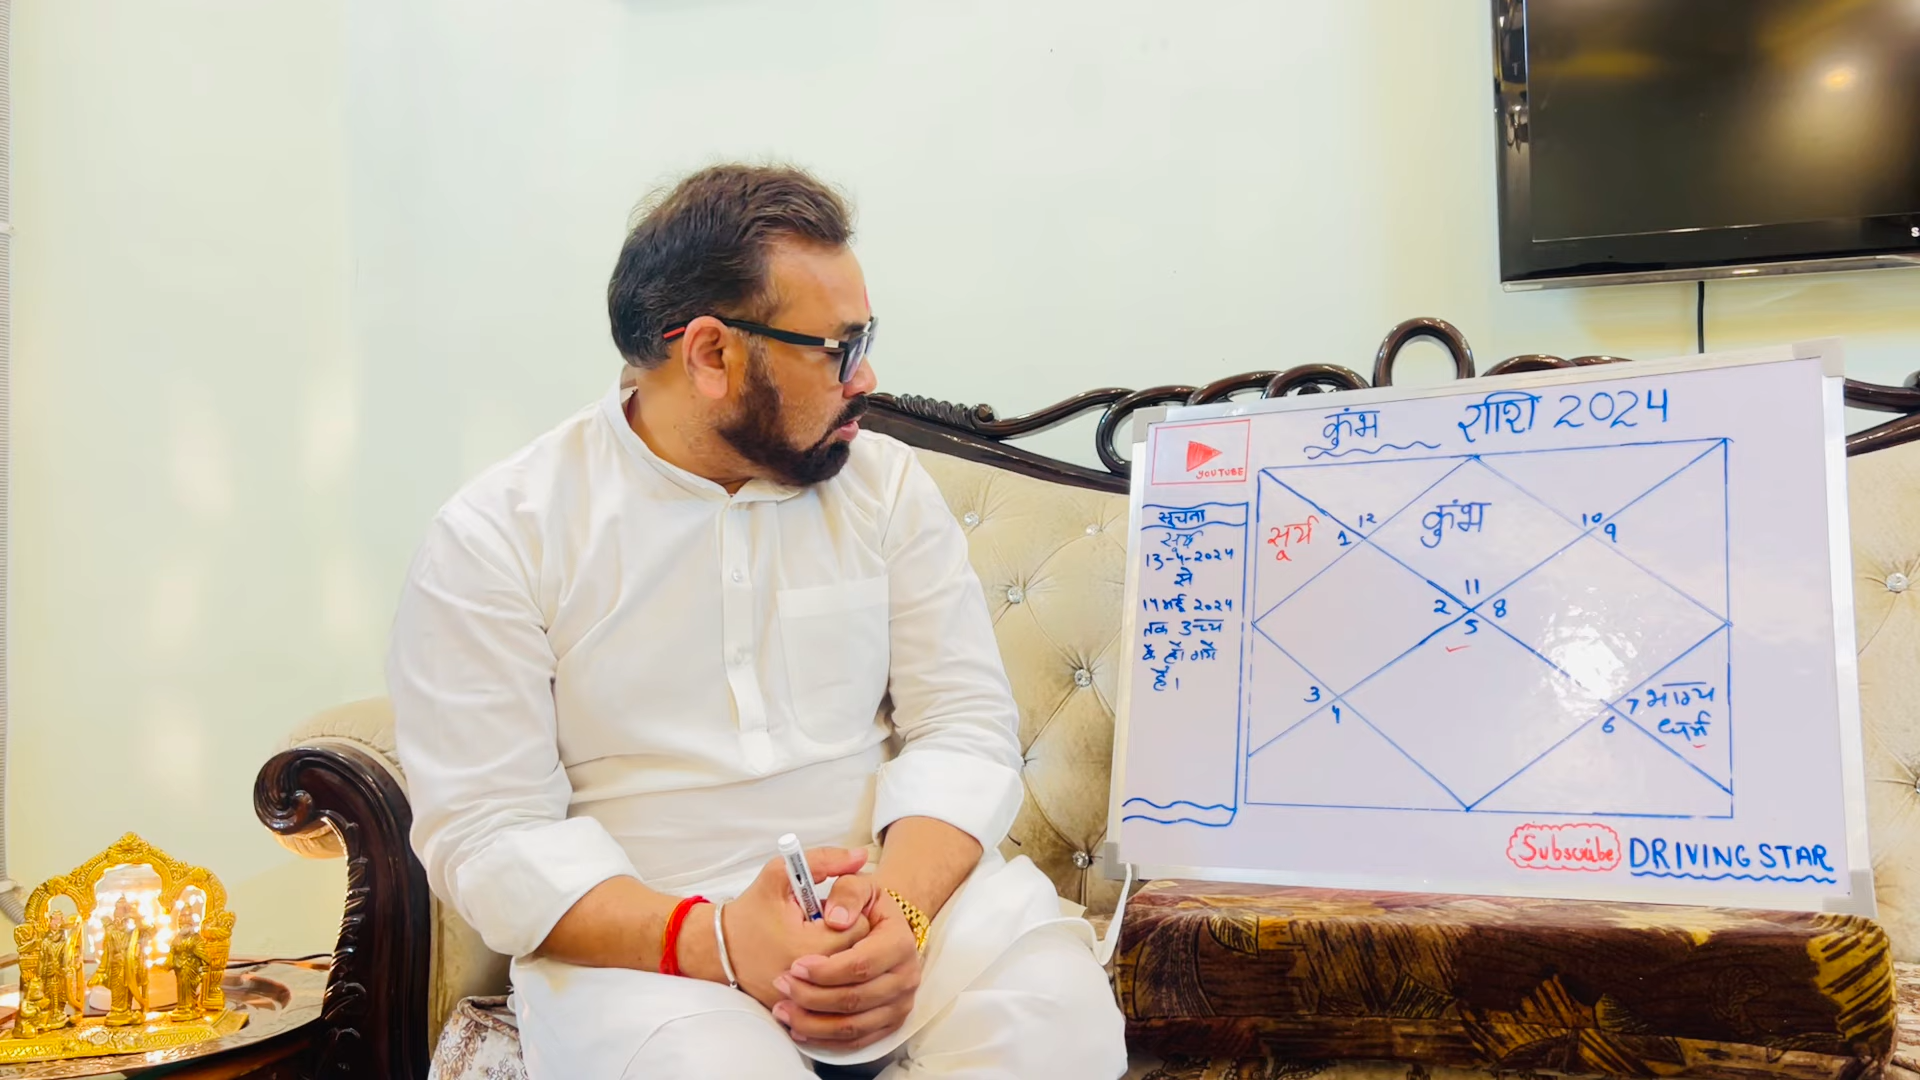 कुंभ राशि 2024
YOUTUBE
सूचना
सूर्य
13-4-2024
से
14 मई 2024
तक उच्च
के हो गये
हैं।
सूर्य
1
12
कुंभ
10
9
11
2
8
5
3
4
7
6
भाग्य
धर्म
Subscribe
DRIVING STAR